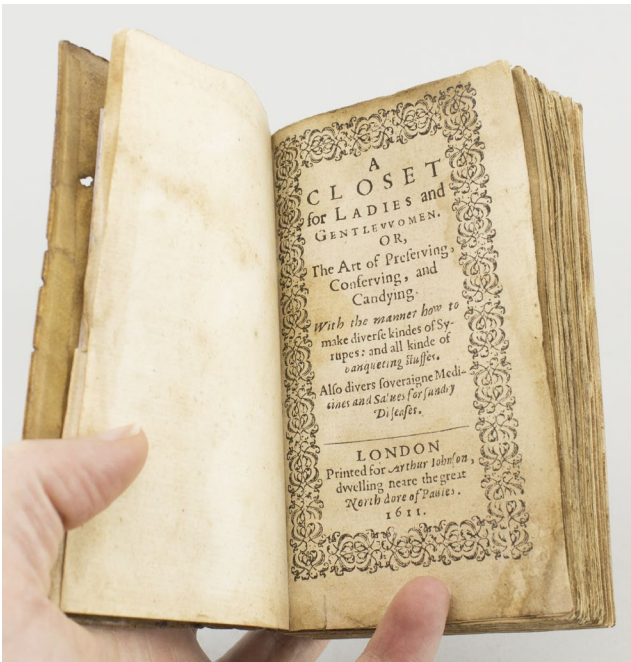 A
CLOSET
for LADIES and
GENTLEVVOMEN.
OR,
The Art of Preſerving,
Conſerving, and
Candying.
With the manner how to
make diverſe kindes of Sy-
rupes: and all kinde of
banqueting ſtuffes.
Alſo divers ſoveraigne Medi-
cines and Salues for ſundry
Diſeaſes.
LONDON
Printed for Arthur Iohnſon,
dwelling neare the great
North dore of Paules.
1611.